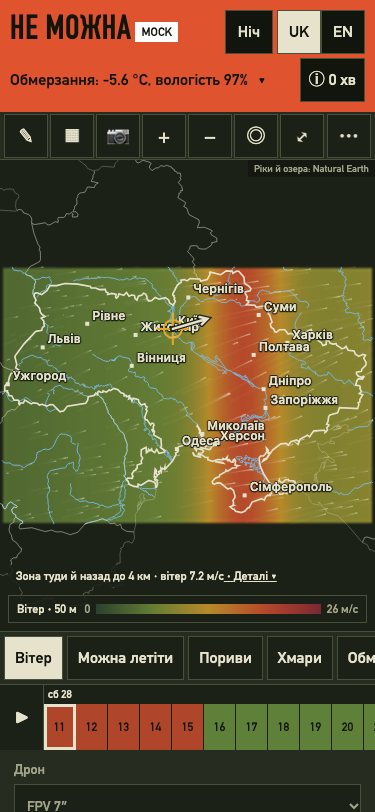 НЕ МОЖНА
МОСК
Ніч
UK
EN
Обмерзання: -5.6 °C, вологість 97% ▼
ⓘ 0 хв
Ріки й озера: Natural Earth
Чернігів
Суми
Рівне
Харків
Львів
Полтава
Вінниця
Ужгород
Дніпро
Запоріжжя
Миколаїв
Одеса
Херсон
Сімферополь
Зона туди й назад до 4 км · вітер 7.2 м/с · Деталі ▾
Вітер · 50 м 0 26 м/с
Вітер
Можна летіти
Пориви
Хмари
сб 28
11 12 13 14 15 16 17 18 19 20
Дрон
FPV 7″